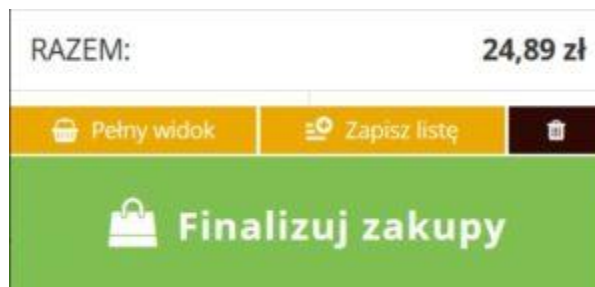 RAZEM: 24,89 zł
Pełny widok Zapisz listę
Finalizuj zakupy